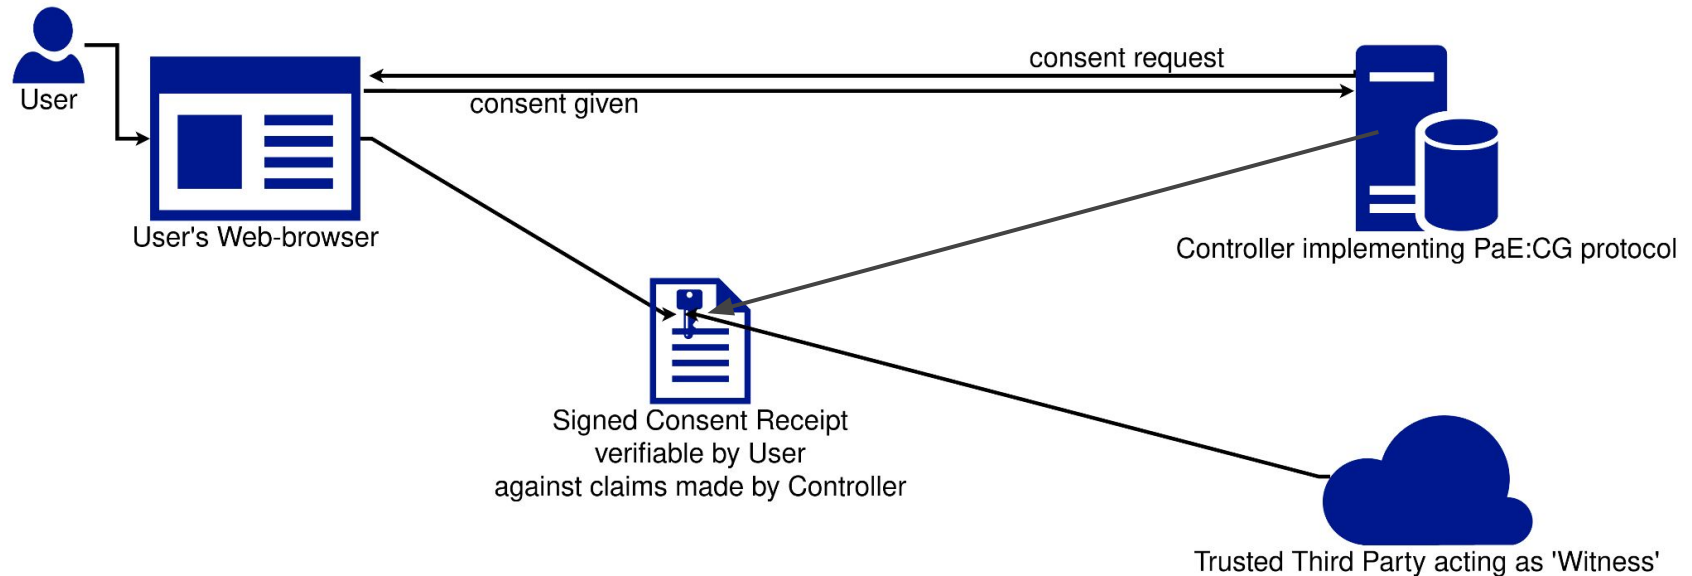 consent request
User
consent given
User's Web-browser
Controller implementing PaE:CG protocol
Signed Consent Receipt
verifiable by User
against claims made by Controller
Trusted Third Party acting as 'Witness'